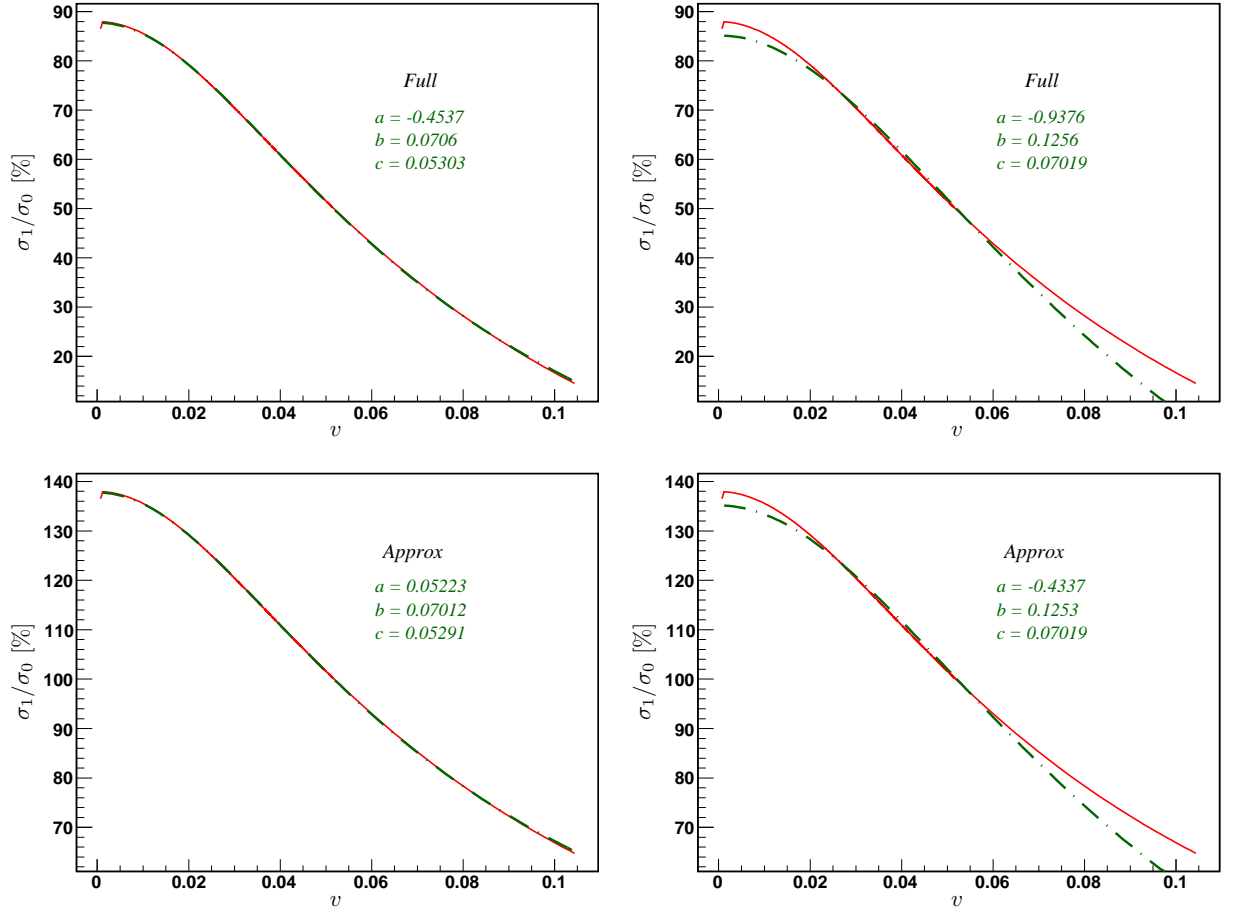 90
80
70
60
50
40
30
20
σ₁/σ₀ [%]
Full
a = -0.4537
b = 0.0706
c = 0.05303
0 0.02 0.04 0.06 0.08 0.1
v
90
80
70
60
50
40
30
20
σ₁/σ₀ [%]
Full
a = -0.9376
b = 0.1256
c = 0.07019
0 0.02 0.04 0.06 0.08 0.1
v
140
130
120
110
100
90
80
70
σ₁/σ₀ [%]
Approx
a = 0.05223
b = 0.07012
c = 0.05291
0 0.02 0.04 0.06 0.08 0.1
v
140
130
120
110
100
90
80
70
σ₁/σ₀ [%]
Approx
a = -0.4337
b = 0.1253
c = 0.07019
0 0.02 0.04 0.06 0.08 0.1
v